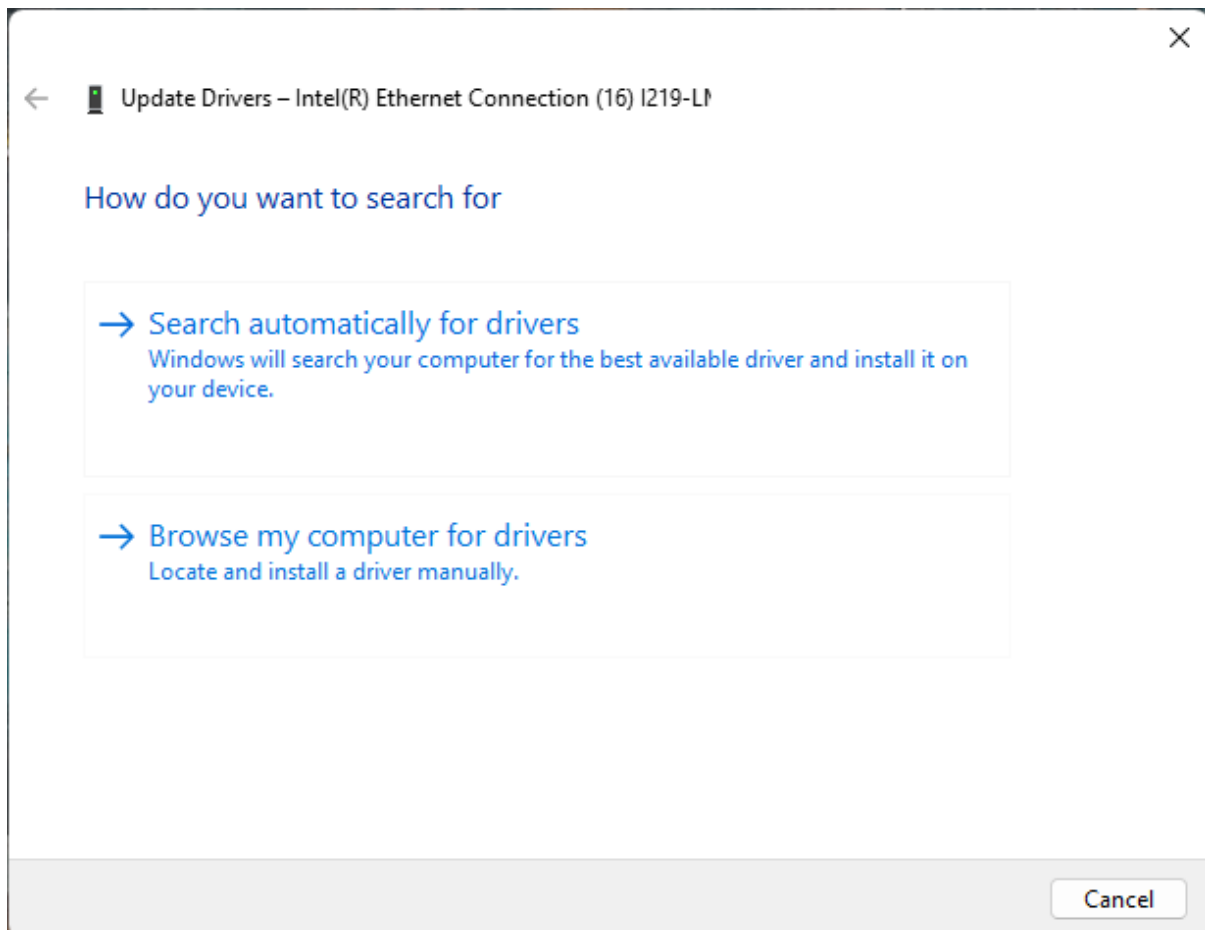 Update Drivers – Intel(R) Ethernet Connection (16) I219-LM
How do you want to search for
Search automatically for drivers
Windows will search your computer for the best available driver and install it on
your device.
Browse my computer for drivers
Locate and install a driver manually.
Cancel